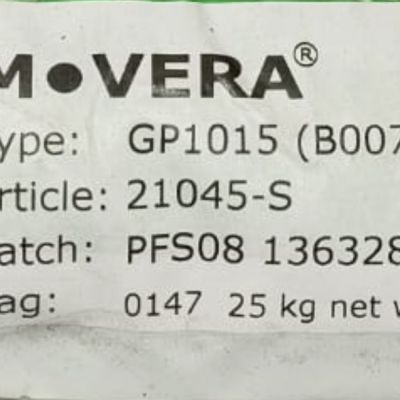 M●VERA®
ype: GP1015 (B007
rticle: 21045-S
atch: PFS08 136328
ag: 0147 25 kg net w